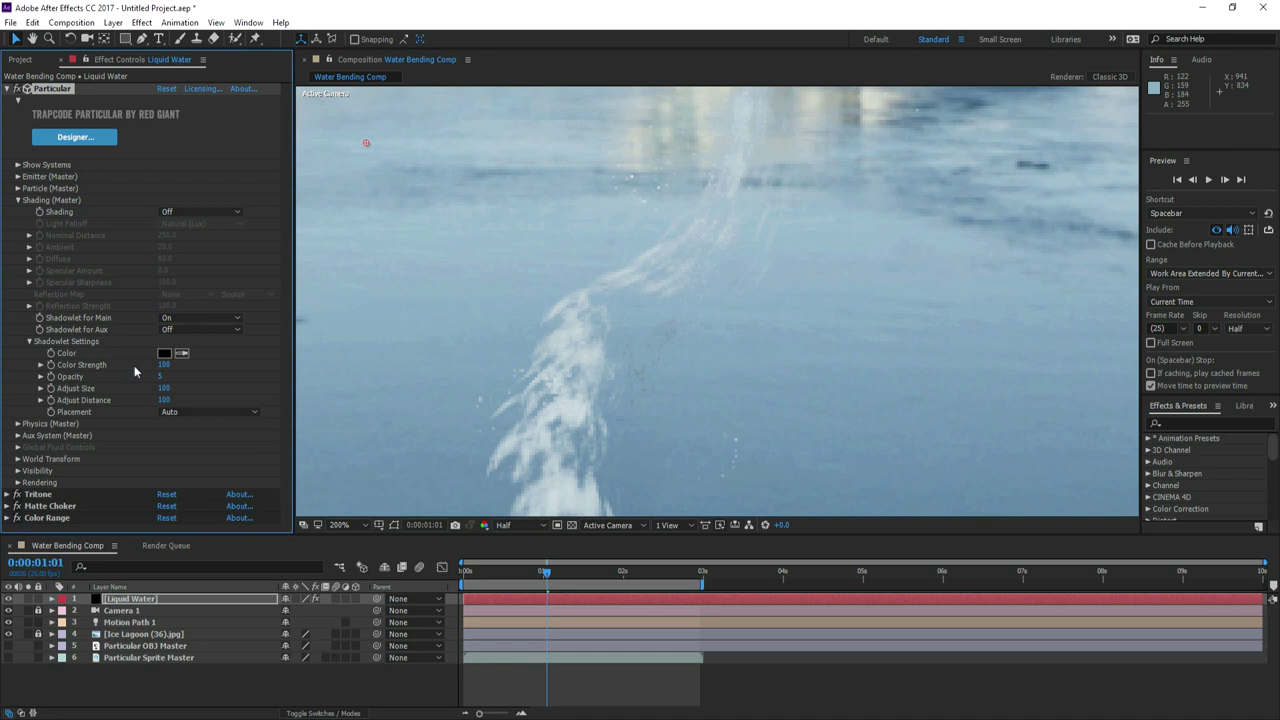 Adobe After Effects CC 2017 - Untitled Project.aep *
File Edit Composition Layer Effect Animation View Window Help
Snapping Default Standard Small Screen Libraries Search Help
Project Effect Controls Liquid Water
Composition Water Bending Comp
Info Audio
Water Bending Comp • Liquid Water
Water Bending Comp
Renderer: Classic 3D
Particular Reset Licensing... About...
Active Camera
R : 122
G : 159
B : 184
A : 255
X : 941
Y : 834
TRAPCODE PARTICULAR BY RED GIANT
Designer...
Show Systems
Emitter (Master)
Particle (Master)
Shading (Master)
Shading Off
Light Falloff Natural (Lux)
Nominal Distance 250.0
Ambient 20.0
Diffuse 80.0
Specular Amount 0.0
Specular Sharpness 100.0
Reflection Map None Source
Reflection Strength 100.0
Shadowlet for Main On
Shadowlet for Aux Off
Shadowlet Settings
Color
Color Strength 100
Opacity 5
Adjust Size 100
Adjust Distance 100
Placement Auto
Physics (Master)
Aux System (Master)
Global Fluid Controls
World Transform
Visibility
Rendering
Tritone Reset About...
Matte Choker Reset About...
Color Range Reset About...
Preview
Shortcut
Spacebar
Include:
Cache Before Playback
Range
Work Area Extended By Current...
Play From
Current Time
Frame Rate Skip Resolution
(25) 0 Half
Full Screen
On (Spacebar) Stop:
If caching, play cached frames
Move time to preview time
Effects & Presets Libra
* Animation Presets
3D Channel
Audio
Blur & Sharpen
Channel
CINEMA 4D
Color Correction
200% 0:00:01:01 Half Active Camera 1 View +0.0
Water Bending Comp Render Queue
0:00:01:01
00026 (25.00 fps)
# Layer Name Parent
:00s 01s 02s 03s 04s 05s 06s 07s 08s 09s 10s
1 [Liquid Water] None
2 Camera 1 None
3 Motion Path 1 None
4 [Ice Lagoon (36).jpg] None
5 Particular OBJ Master None
6 Particular Sprite Master None
Toggle Switches / Modes